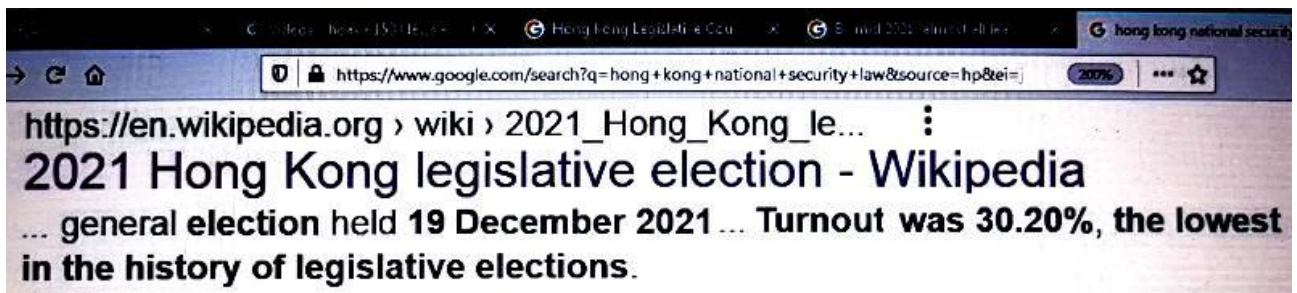 Hong Kong Legislati e Cou
hong kong national security
https://www.google.com/search?q=hong+kong+national+security+law&source=hp&ei=j
200%
https://en.wikipedia.org › wiki › 2021_Hong_Kong_le...
2021 Hong Kong legislative election - Wikipedia
... general election held 19 December 2021... Turnout was 30.20%, the lowest
in the history of legislative elections.